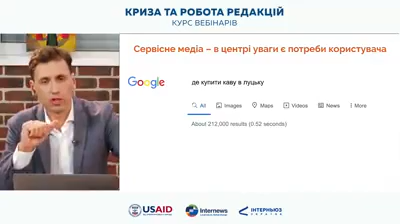 КРИЗА ТА РОБОТА РЕДАКЦІЙ
КУРС ВЕБІНАРІВ
Сервісне медіа – в центрі уваги є потреби користувача
Google
де купити каву в луцьку
All Images Maps Videos News More
About 212,000 results (0.52 seconds)
USAID Internews ІНТЕРНЬЮЗ
УКРАЇНА